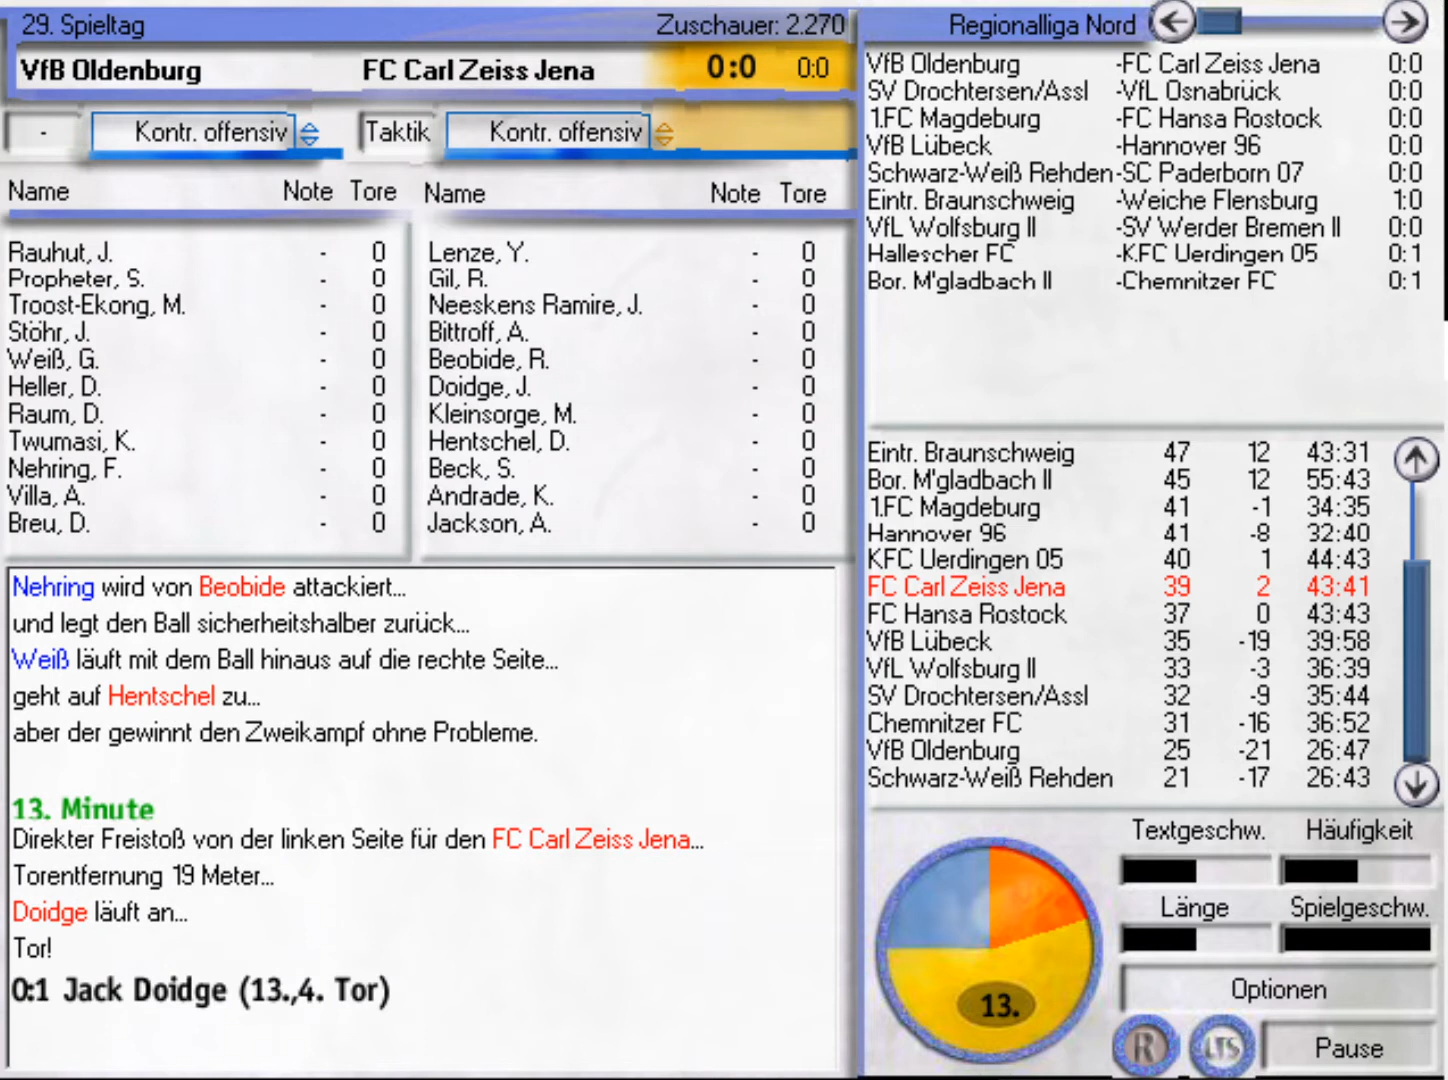 29. Spieltag Zuschauer: 2.270
VfB Oldenburg FC Carl Zeiss Jena 0:0 0:0
- Kontr. offensiv Taktik Kontr. offensiv
Name Note Tore Name Note Tore
Rauhut, J. - 0 Lenze, Y. - 0
Propheter, S. - 0 Gil, R. - 0
Troost-Ekong, M. - 0 Neeskens Ramire, J. - 0
Stöhr, J. - 0 Bittroff, A. - 0
Weiß, G. - 0 Beobide, R. - 0
Heller, D. - 0 Doidge, J. - 0
Raum, D. - 0 Kleinsorge, M. - 0
Twumasi, K. - 0 Hentschel, D. - 0
Nehring, F. - 0 Beck, S. - 0
Villa, A. - 0 Andrade, K. - 0
Breu, D. - 0 Jackson, A. - 0
Nehring wird von Beobide attackiert...
und legt den Ball sicherheitshalber zurück...
Weiß läuft mit dem Ball hinaus auf die rechte Seite...
geht auf Hentschel zu...
aber der gewinnt den Zweikampf ohne Probleme.
13. Minute
Direkter Freistoß von der linken Seite für den FC Carl Zeiss Jena...
Torentfernung 19 Meter...
Doidge läuft an...
Tor!
0:1 Jack Doidge (13.,4. Tor)
Regionalliga Nord
VfB Oldenburg -FC Carl Zeiss Jena 0:0
SV Drochtersen/Assl -VfL Osnabrück 0:0
1.FC Magdeburg -FC Hansa Rostock 0:0
VfB Lübeck -Hannover 96 0:0
Schwarz-Weiß Rehden -SC Paderborn 07 0:0
Eintr. Braunschweig -Weiche Flensburg 1:0
VfL Wolfsburg II -SV Werder Bremen II 0:0
Hallescher FC -KFC Uerdingen 05 0:1
Bor. M'gladbach II -Chemnitzer FC 0:1
Eintr. Braunschweig 47 12 43:31
Bor. M'gladbach II 45 12 55:43
1.FC Magdeburg 41 -1 34:35
Hannover 96 41 -8 32:40
KFC Uerdingen 05 40 1 44:43
FC Carl Zeiss Jena 39 2 43:41
FC Hansa Rostock 37 0 43:43
VfB Lübeck 35 -19 39:58
VfL Wolfsburg II 33 -3 36:39
SV Drochtersen/Assl 32 -9 35:44
Chemnitzer FC 31 -16 36:52
VfB Oldenburg 25 -21 26:47
Schwarz-Weiß Rehden 21 -17 26:43
Textgeschw. Häufigkeit
Länge Spielgeschw.
13.
Optionen
R LTS Pause